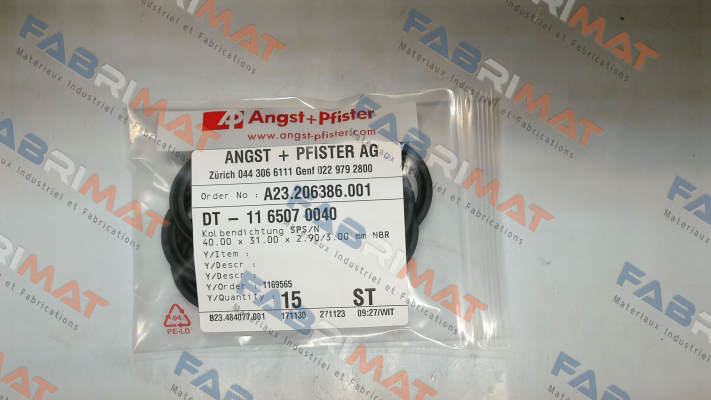 Angst+Pfister
www.angst-pfister.com
ANGST + PFISTER AG
Zürich 044 306 6111 Genf 022 979 2800
Order No : A23.206386.001
DT - 11 6507 0040
Kolbendichtung SPS/N
40.00 x 31.00 x 2.90/3.00 mm NBR
Y/Item :
Y/Descr :
Y/Descr :
Y/Order : 1169565
Y/Quantity 15 ST
B23.484077.001 171130 271123 09:27/WIT
04
PE-LD
FABRIMAT
Matériaux Industriel et Fabrications